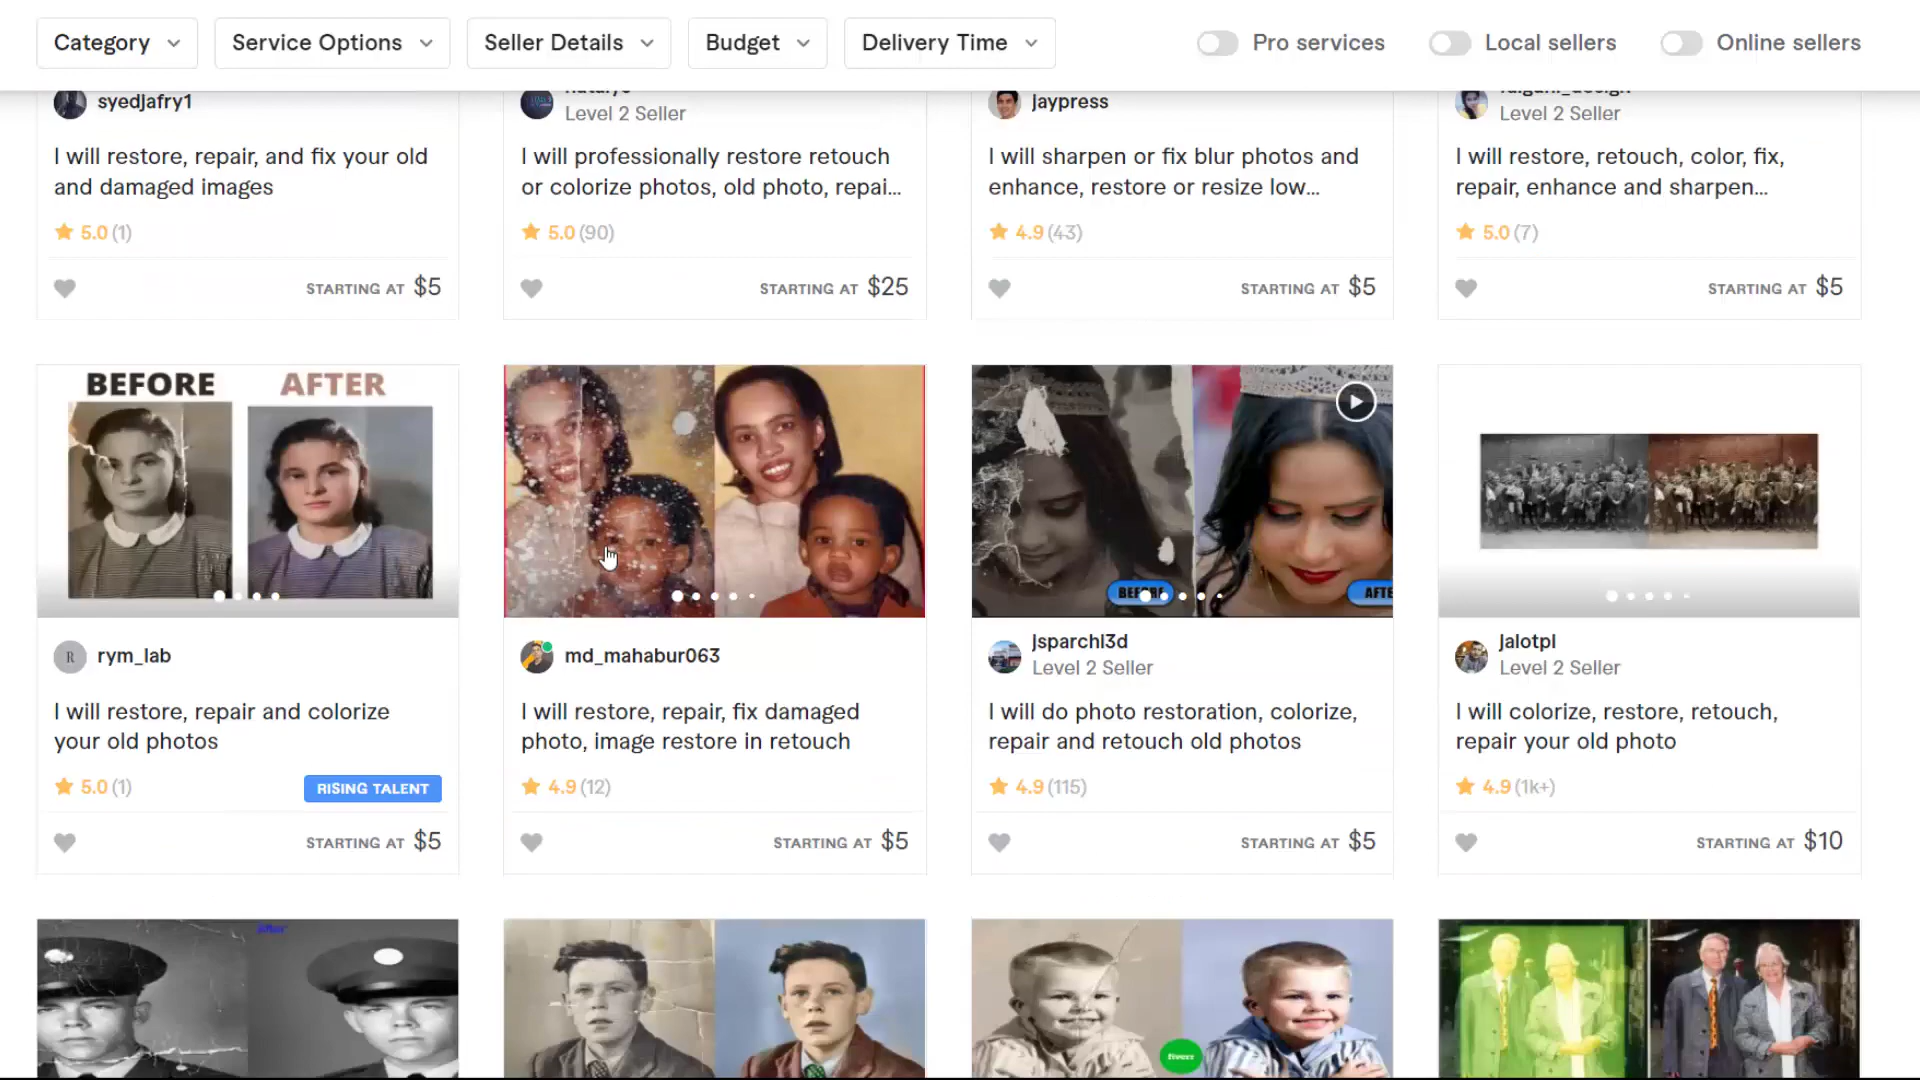 Category
Service Options
Seller Details
Budget
Delivery Time
Pro services
Local sellers
Online sellers
syedjafry1
Level 2 Seller
jaypress
Level 2 Seller
I will restore, repair, and fix your old
and damaged images
I will professionally restore retouch
or colorize photos, old photo, repai...
I will sharpen or fix blur photos and
enhance, restore or resize low...
I will restore, retouch, color, fix,
repair, enhance and sharpen...
5.0 (1)
5.0 (90)
4.9 (43)
5.0 (7)
STARTING AT $5
STARTING AT $25
STARTING AT $5
STARTING AT $5
BEFORE AFTER
AFTE
R
rym_lab
md_mahabur063
jsparchi3d
Level 2 Seller
jalotpl
Level 2 Seller
I will restore, repair and colorize
your old photos
I will restore, repair, fix damaged
photo, image restore in retouch
I will do photo restoration, colorize,
repair and retouch old photos
I will colorize, restore, retouch,
repair your old photo
5.0 (1)
RISING TALENT
4.9 (12)
4.9 (115)
4.9 (1k+)
STARTING AT $5
STARTING AT $5
STARTING AT $5
STARTING AT $10
after
fiverr